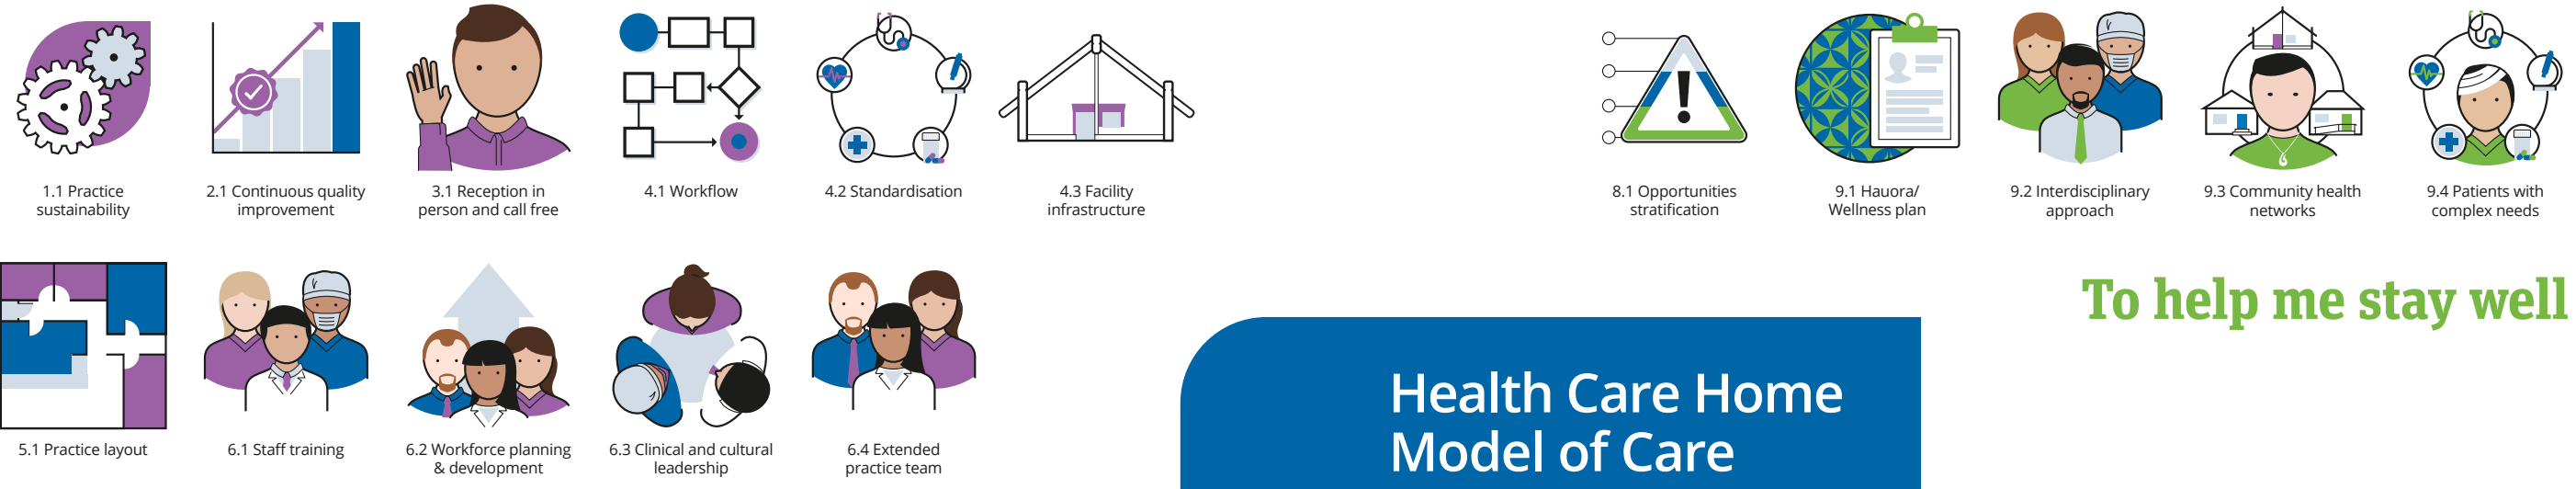 1.1 Practice
sustainability
2.1 Continuous quality
improvement
3.1 Reception in
person and call free
4.1 Workflow
4.2 Standardisation
4.3 Facility
infrastructure
8.1 Opportunities
stratification
9.1 Hauora/
Wellness plan
9.2 Interdisciplinary
approach
9.3 Community health
networks
9.4 Patients with
complex needs
To help me stay well
5.1 Practice layout
6.1 Staff training
6.2 Workforce planning
& development
6.3 Clinical and cultural
leadership
6.4 Extended
practice team
Health Care Home
Model of Care